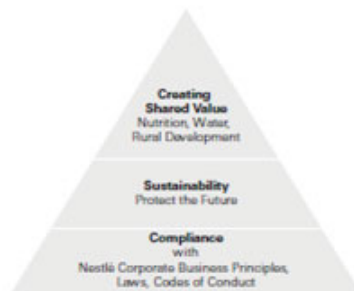 Creating
Shared Value
Nutrition, Water,
Rural Development
Sustainability
Protect the Future
Compliance
with
Nestlé Corporate Business Principles,
Laws, Codes of Conduct